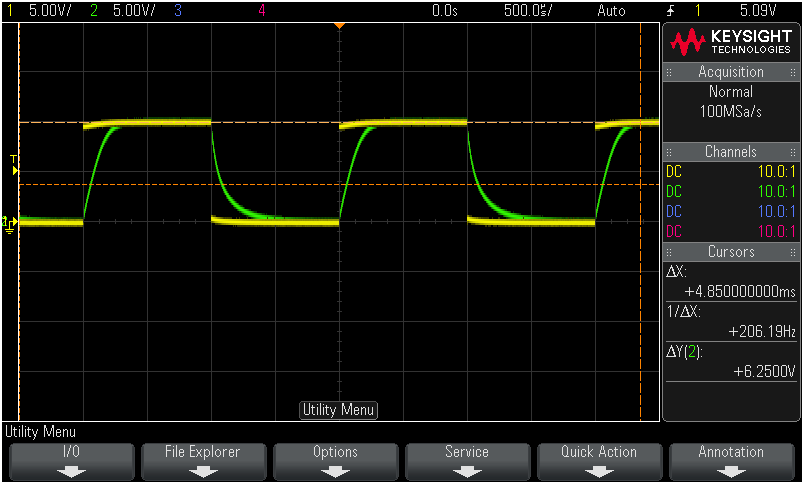 1 5.00V/ 2 5.00V/ 3 4 0.0s 500.0us/ Auto 1 5.09V
KEYSIGHT
TECHNOLOGIES
Acquisition
Normal
100MSa/s
Channels
DC 10.0:1
DC 10.0:1
DC 10.0:1
DC 10.0:1
Cursors
ΔX:
+4.850000000ms
1/ΔX:
+206.19Hz
ΔY(2):
+6.2500V
T
Utility Menu
Utility Menu
I/O File Explorer Options Service Quick Action Annotation